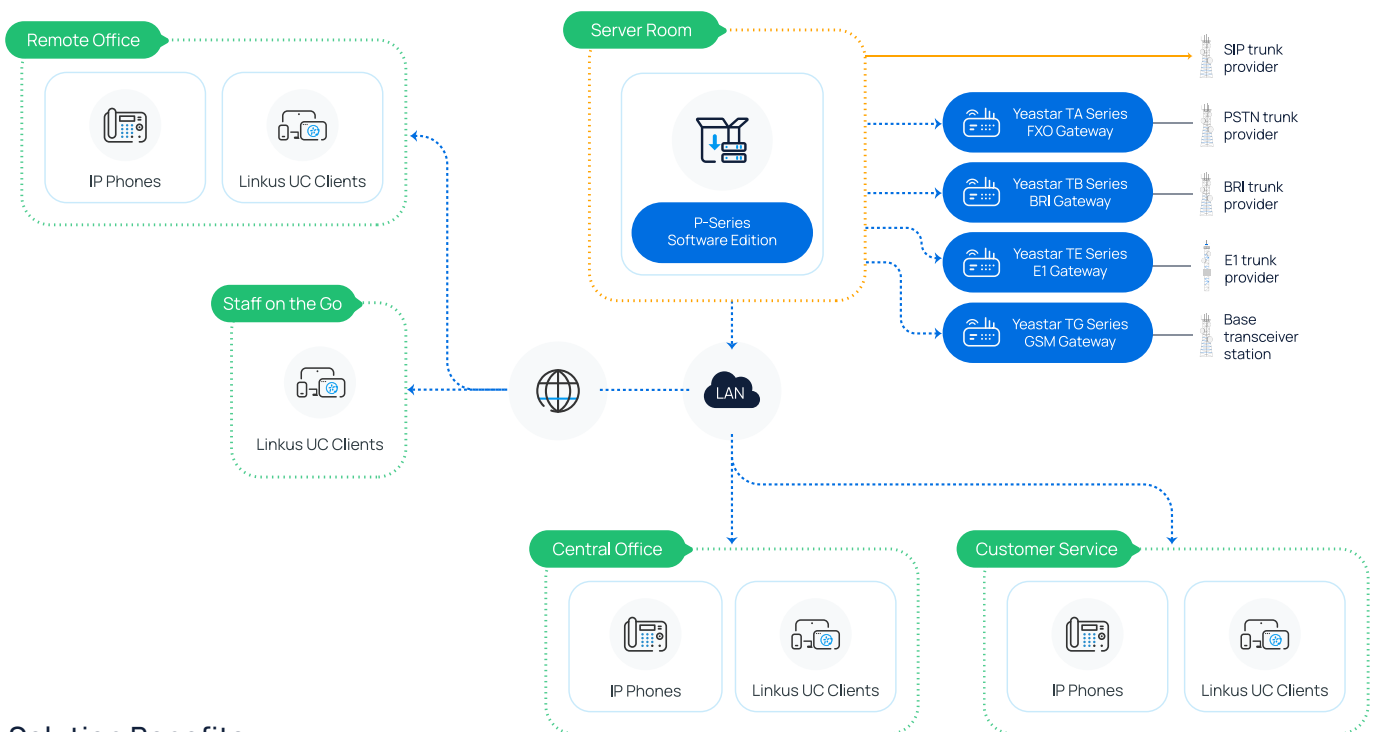 Remote Office
IP Phones
Linkus UC Clients
Server Room
P-Series
Software Edition
SIP trunk
provider
Yeastar TA Series
FXO Gateway
PSTN trunk
provider
Yeastar TB Series
BRI Gateway
BRI trunk
provider
Yeastar TE Series
E1 Gateway
E1 trunk
provider
Yeastar TG Series
GSM Gateway
Base
transceiver
station
Staff on the Go
Linkus UC Clients
LAN
Central Office
IP Phones
Linkus UC Clients
Customer Service
IP Phones
Linkus UC Clients
Solution Benefits